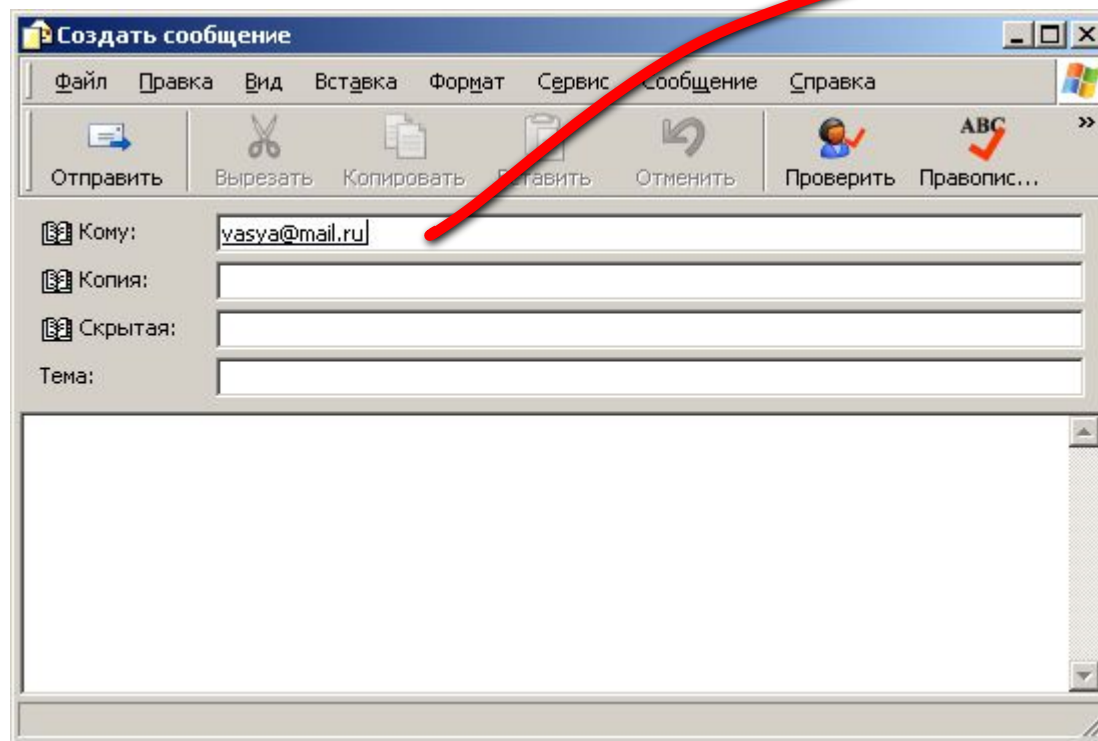 Создать сообщение
Файл Правка Вид Вставка Формат Сервис Сообщение Справка
Отправить Вырезать Копировать Вставить Отменить Проверить Правопис...
ABC
»
Кому: vasya@mail.ru
Копия:
Скрытая:
Тема: